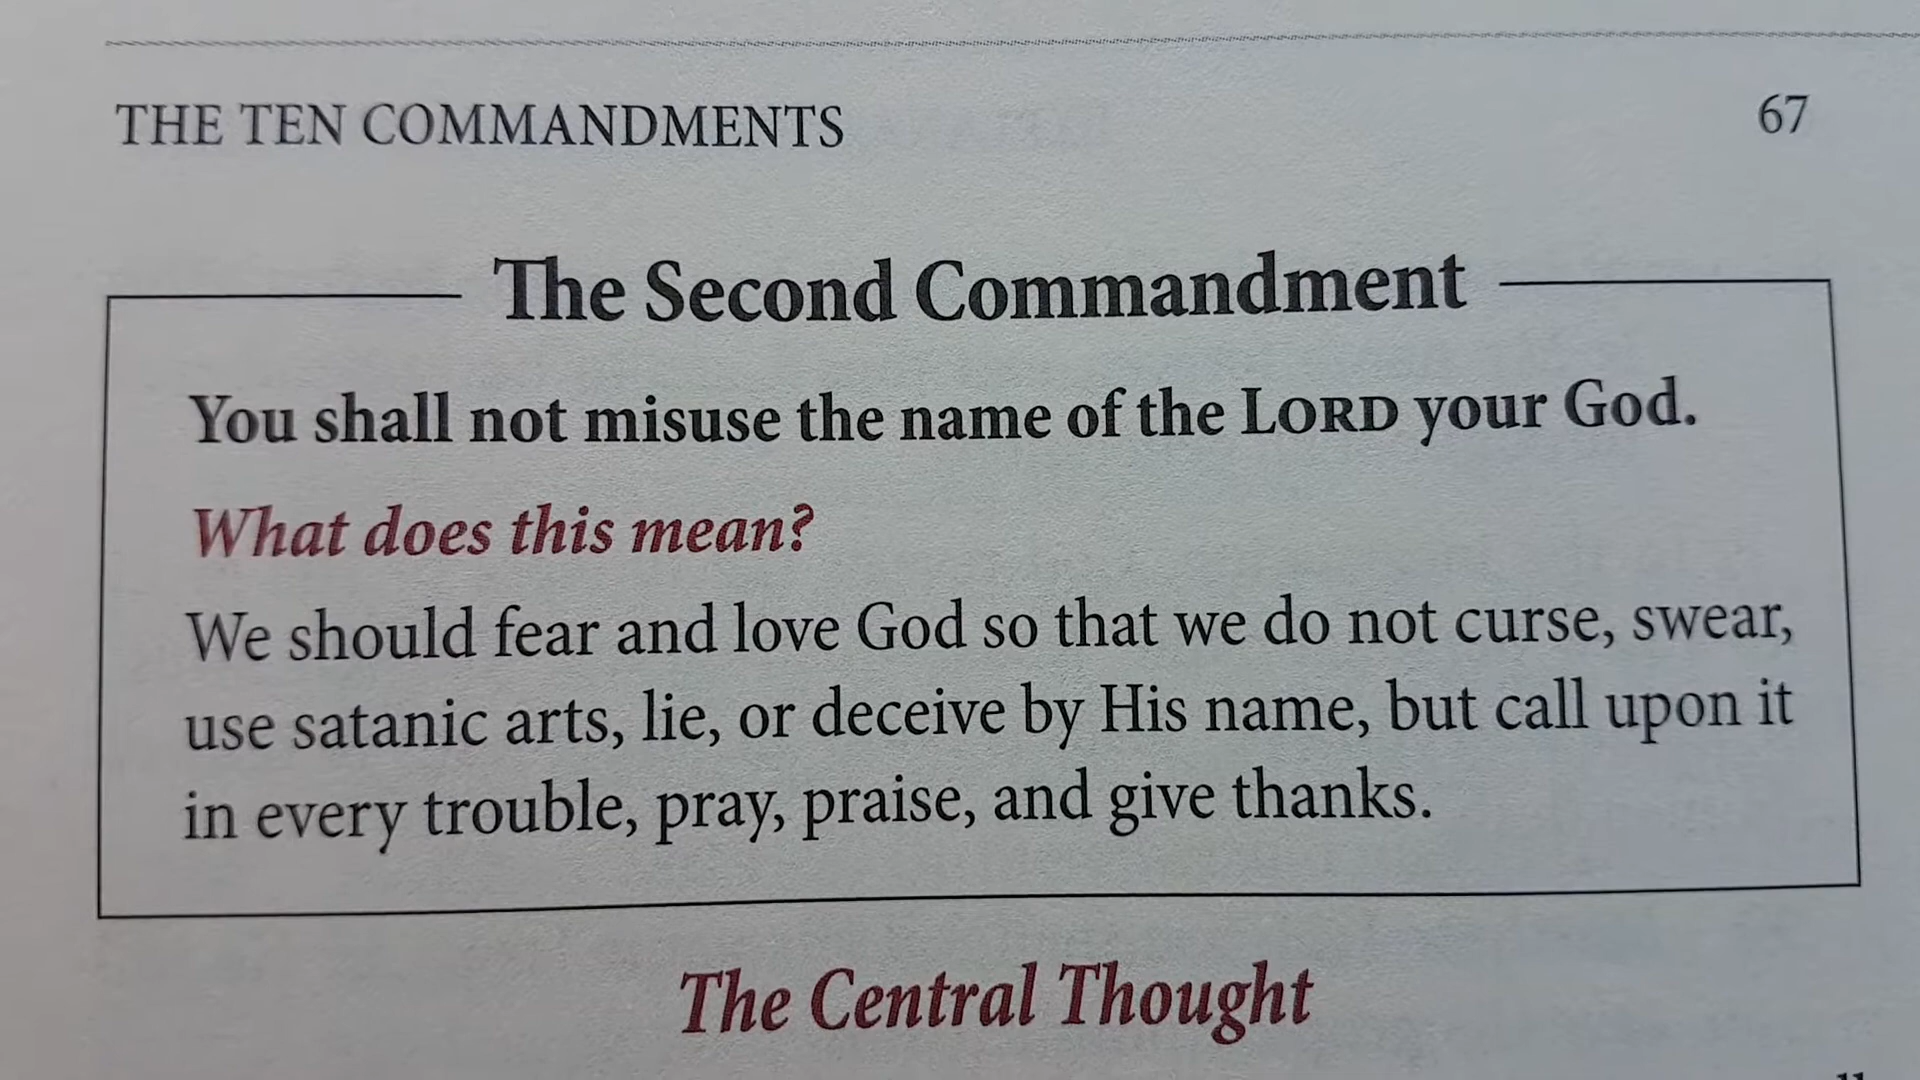 THE TEN COMMANDMENTS 67
The Second Commandment
You shall not misuse the name of the LORD your God.
What does this mean?
We should fear and love God so that we do not curse, swear,
use satanic arts, lie, or deceive by His name, but call upon it
in every trouble, pray, praise, and give thanks.
The Central Thought